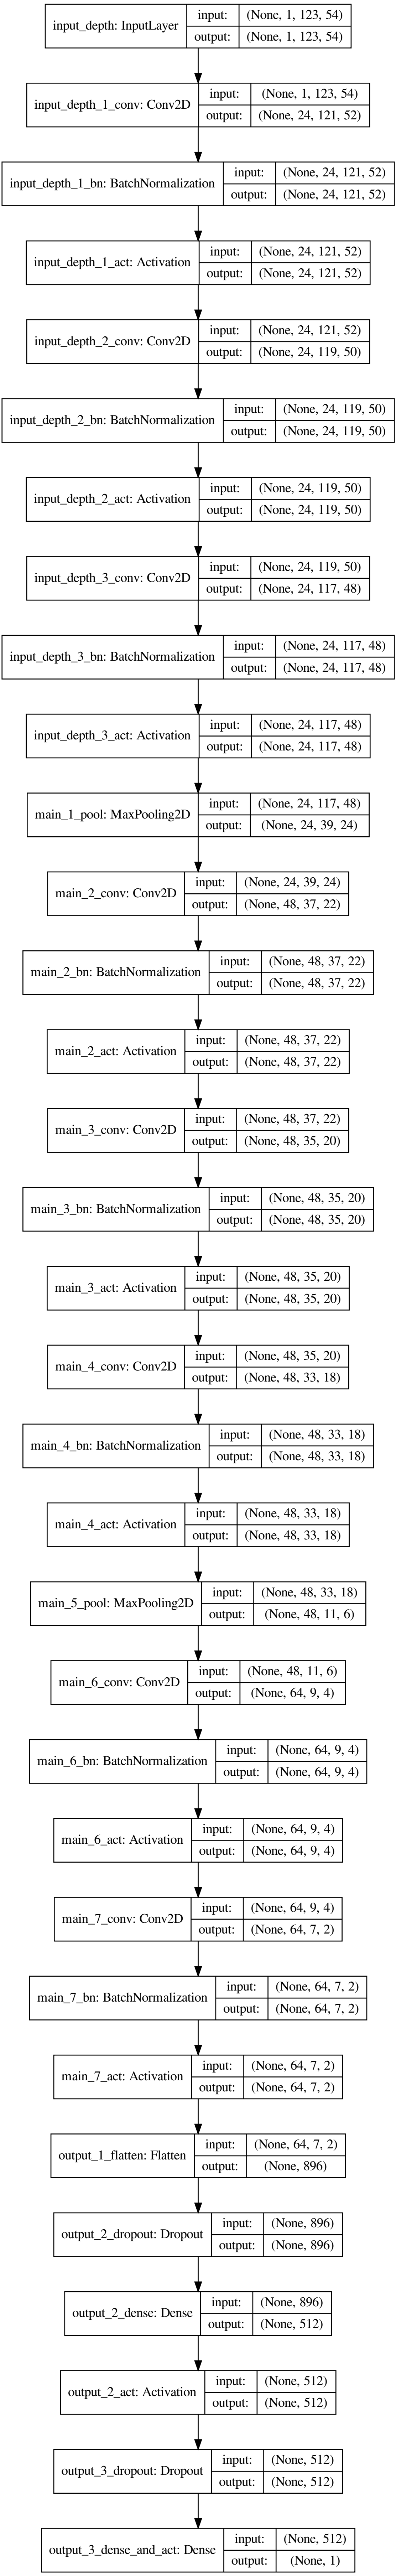 input_depth: InputLayer
input: (None, 1, 123, 54)
output: (None, 1, 123, 54)
input_depth_1_conv: Conv2D
input: (None, 1, 123, 54)
output: (None, 24, 121, 52)
input_depth_1_bn: BatchNormalization
input: (None, 24, 121, 52)
output: (None, 24, 121, 52)
input_depth_1_act: Activation
input: (None, 24, 121, 52)
output: (None, 24, 121, 52)
input_depth_2_conv: Conv2D
input: (None, 24, 121, 52)
output: (None, 24, 119, 50)
input_depth_2_bn: BatchNormalization
input: (None, 24, 119, 50)
output: (None, 24, 119, 50)
input_depth_2_act: Activation
input: (None, 24, 119, 50)
output: (None, 24, 119, 50)
input_depth_3_conv: Conv2D
input: (None, 24, 119, 50)
output: (None, 24, 117, 48)
input_depth_3_bn: BatchNormalization
input: (None, 24, 117, 48)
output: (None, 24, 117, 48)
input_depth_3_act: Activation
input: (None, 24, 117, 48)
output: (None, 24, 117, 48)
main_1_pool: MaxPooling2D
input: (None, 24, 117, 48)
output: (None, 24, 39, 24)
main_2_conv: Conv2D
input: (None, 24, 39, 24)
output: (None, 48, 37, 22)
main_2_bn: BatchNormalization
input: (None, 48, 37, 22)
output: (None, 48, 37, 22)
main_2_act: Activation
input: (None, 48, 37, 22)
output: (None, 48, 37, 22)
main_3_conv: Conv2D
input: (None, 48, 37, 22)
output: (None, 48, 35, 20)
main_3_bn: BatchNormalization
input: (None, 48, 35, 20)
output: (None, 48, 35, 20)
main_3_act: Activation
input: (None, 48, 35, 20)
output: (None, 48, 35, 20)
main_4_conv: Conv2D
input: (None, 48, 35, 20)
output: (None, 48, 33, 18)
main_4_bn: BatchNormalization
input: (None, 48, 33, 18)
output: (None, 48, 33, 18)
main_4_act: Activation
input: (None, 48, 33, 18)
output: (None, 48, 33, 18)
main_5_pool: MaxPooling2D
input: (None, 48, 33, 18)
output: (None, 48, 11, 6)
main_6_conv: Conv2D
input: (None, 48, 11, 6)
output: (None, 64, 9, 4)
main_6_bn: BatchNormalization
input: (None, 64, 9, 4)
output: (None, 64, 9, 4)
main_6_act: Activation
input: (None, 64, 9, 4)
output: (None, 64, 9, 4)
main_7_conv: Conv2D
input: (None, 64, 9, 4)
output: (None, 64, 7, 2)
main_7_bn: BatchNormalization
input: (None, 64, 7, 2)
output: (None, 64, 7, 2)
main_7_act: Activation
input: (None, 64, 7, 2)
output: (None, 64, 7, 2)
output_1_flatten: Flatten
input: (None, 64, 7, 2)
output: (None, 896)
output_2_dropout: Dropout
input: (None, 896)
output: (None, 896)
output_2_dense: Dense
input: (None, 896)
output: (None, 512)
output_2_act: Activation
input: (None, 512)
output: (None, 512)
output_3_dropout: Dropout
input: (None, 512)
output: (None, 512)
output_3_dense_and_act: Dense
input: (None, 512)
output: (None, 1)